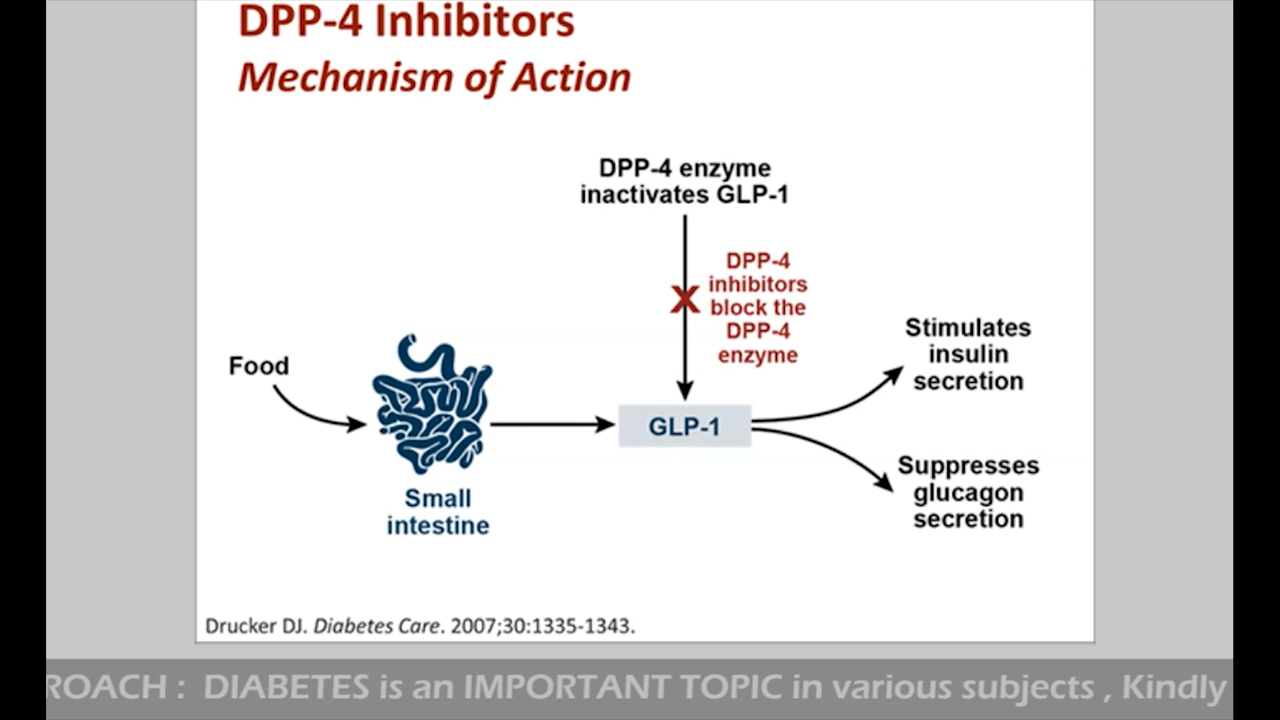 DPP-4 Inhibitors
Mechanism of Action
DPP-4 enzyme
inactivates GLP-1
DPP-4
inhibitors
block the
DPP-4
enzyme
Food
Small
intestine
GLP-1
Stimulates
insulin
secretion
Suppresses
glucagon
secretion
Drucker DJ. Diabetes Care. 2007;30:1335-1343.
ROACH : DIABETES is an IMPORTANT TOPIC in various subjects , Kindly